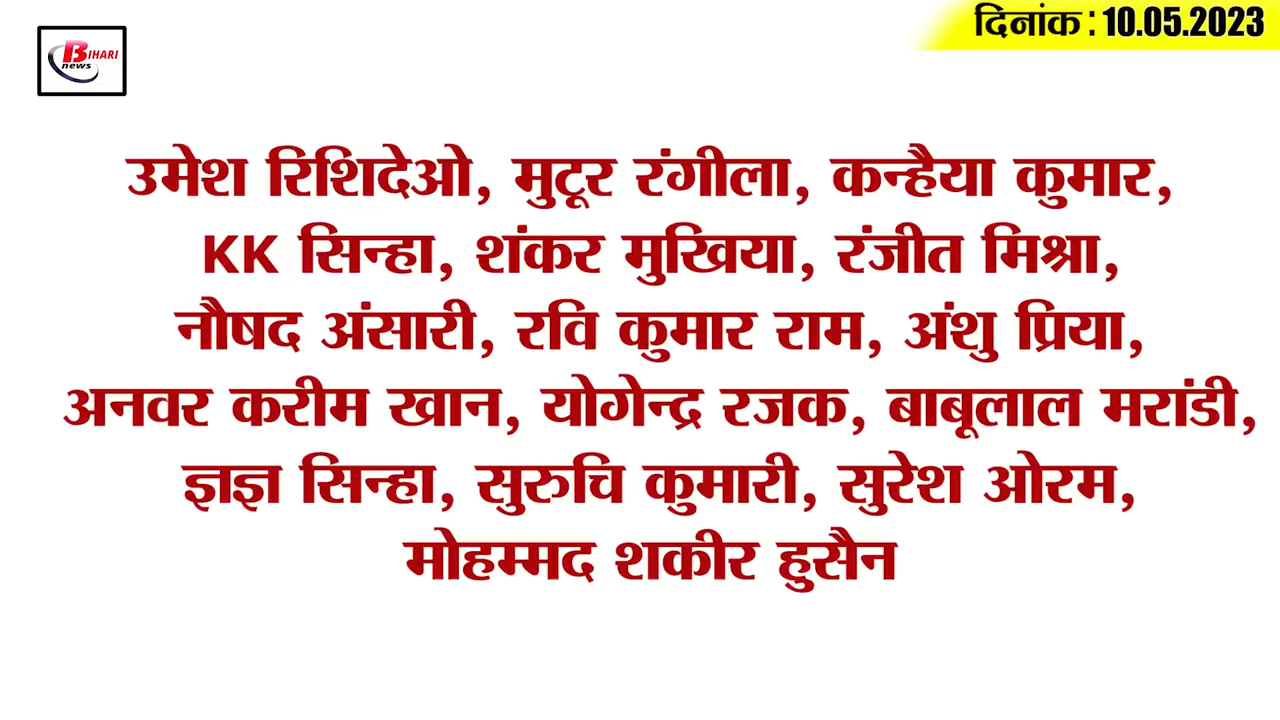 BIHARI
news
दिनांक : 10.05.2023
उमेश रिशिदेओ, मुटूर रंगीला, कन्हैया कुमार,
KK सिन्हा, शंकर मुखिया, रंजीत मिश्रा,
नौषद अंसारी, रवि कुमार राम, अंशु प्रिया,
अनवर करीम खान, योगेन्द्र रजक, बाबूलाल मरांडी,
ज्ञज्ञ सिन्हा, सुरुचि कुमारी, सुरेश ओरम,
मोहम्मद शकीर हुसैन